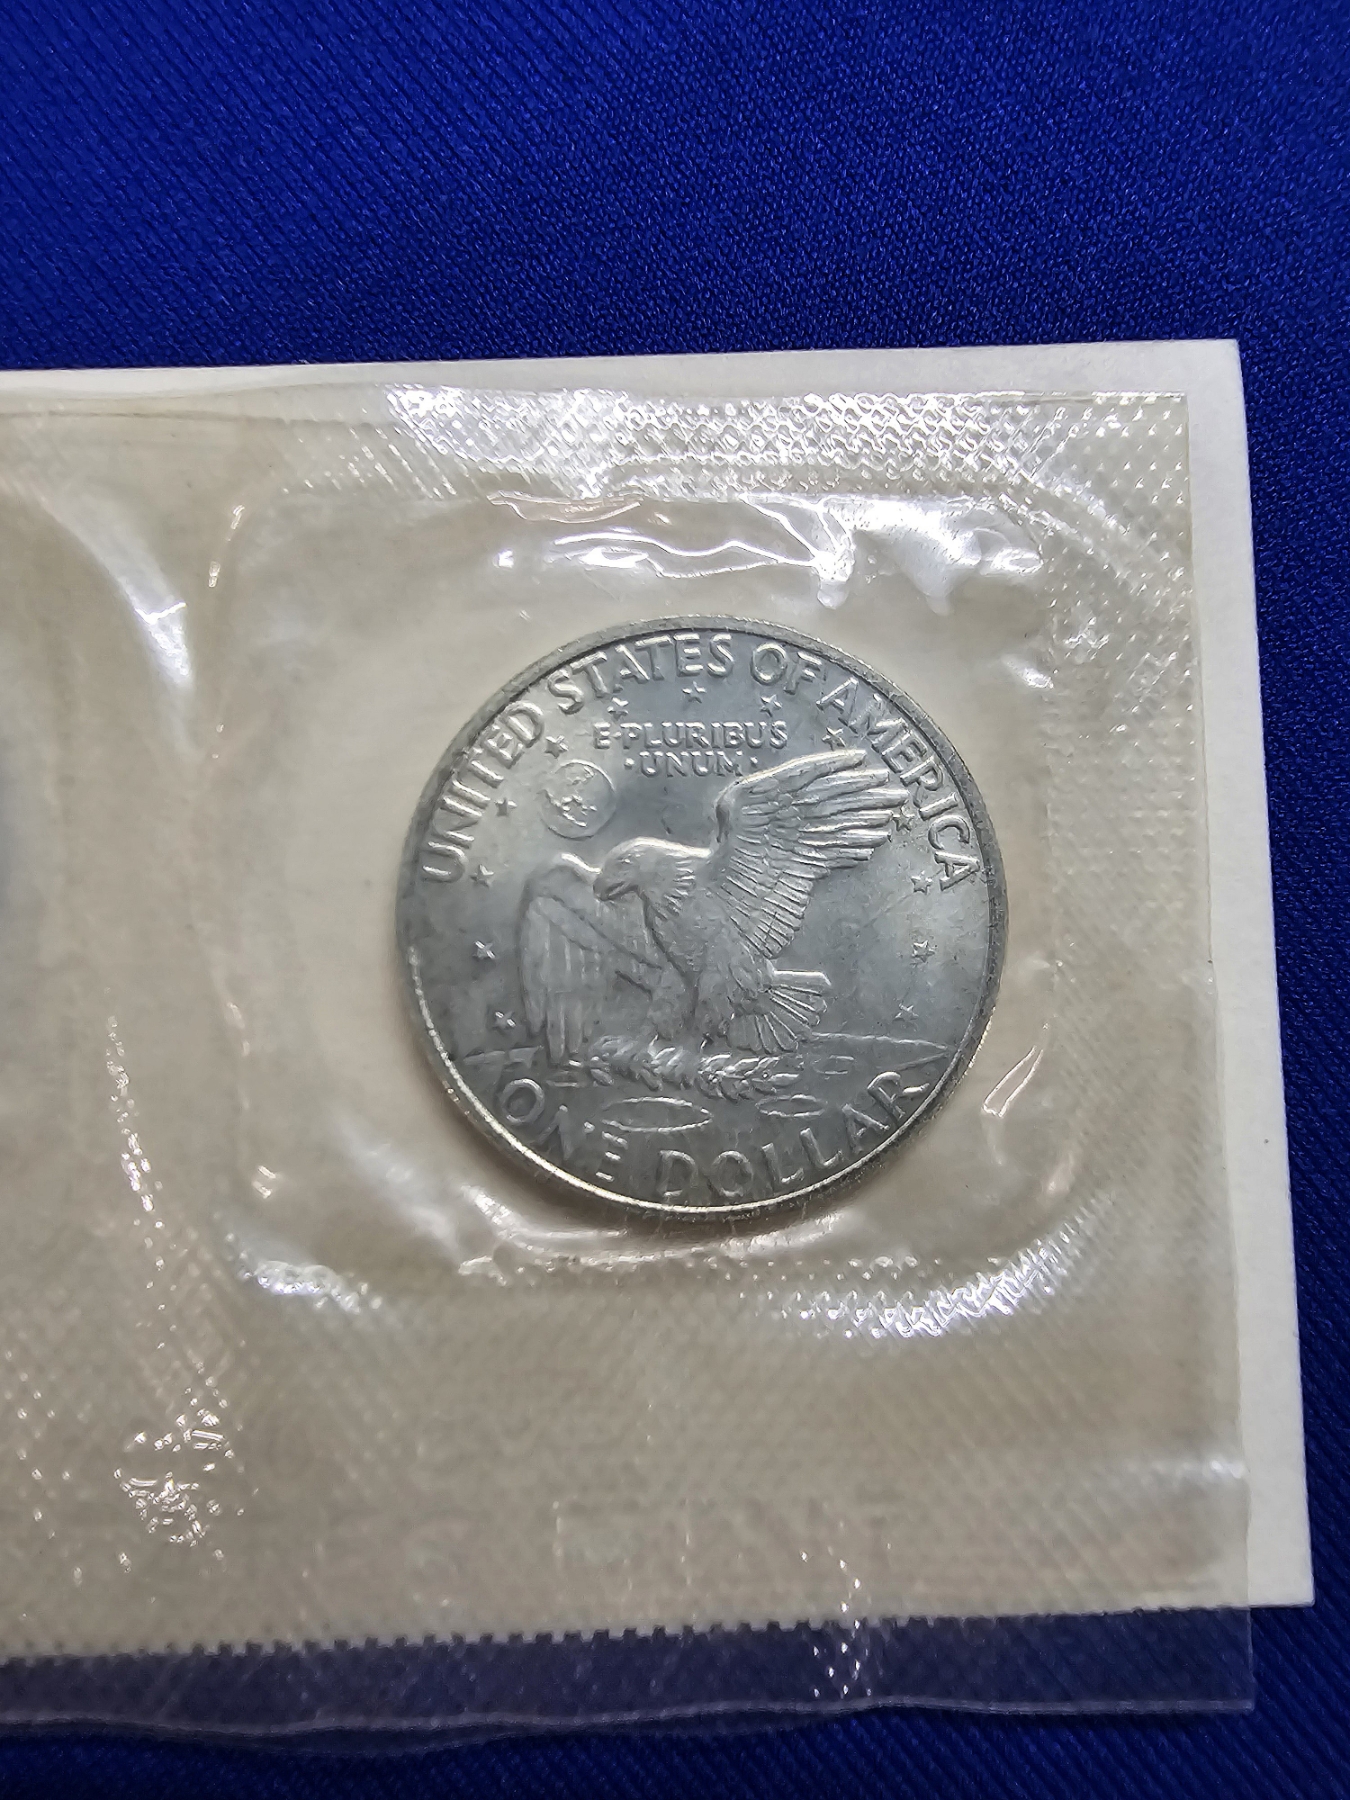 UNITED STATES OF AMERICA
E·PLURIBUS
·UNUM·
ONE DOLLAR